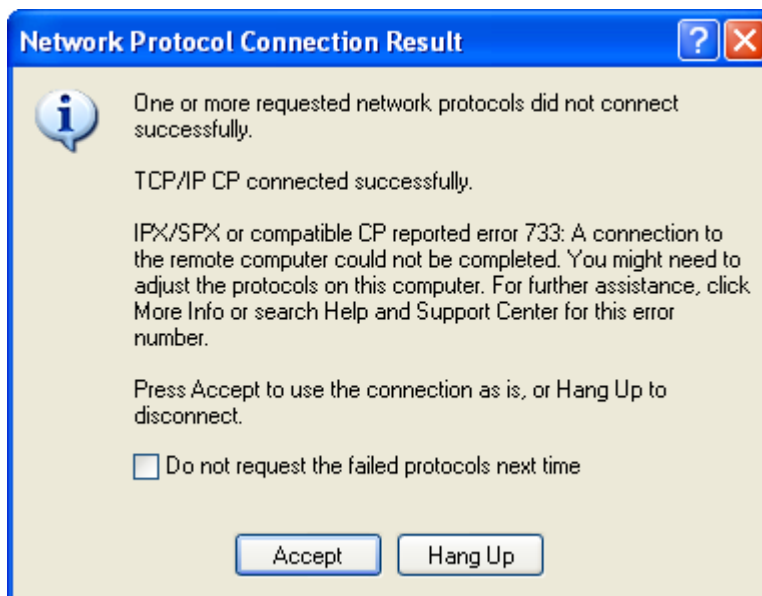 Network Protocol Connection Result
One or more requested network protocols did not connect
successfully.
TCP/IP CP connected successfully.
IPX/SPX or compatible CP reported error 733: A connection to
the remote computer could not be completed. You might need to
adjust the protocols on this computer. For further assistance, click
More Info or search Help and Support Center for this error
number.
Press Accept to use the connection as is, or Hang Up to
disconnect.
Do not request the failed protocols next time
Accept
Hang Up